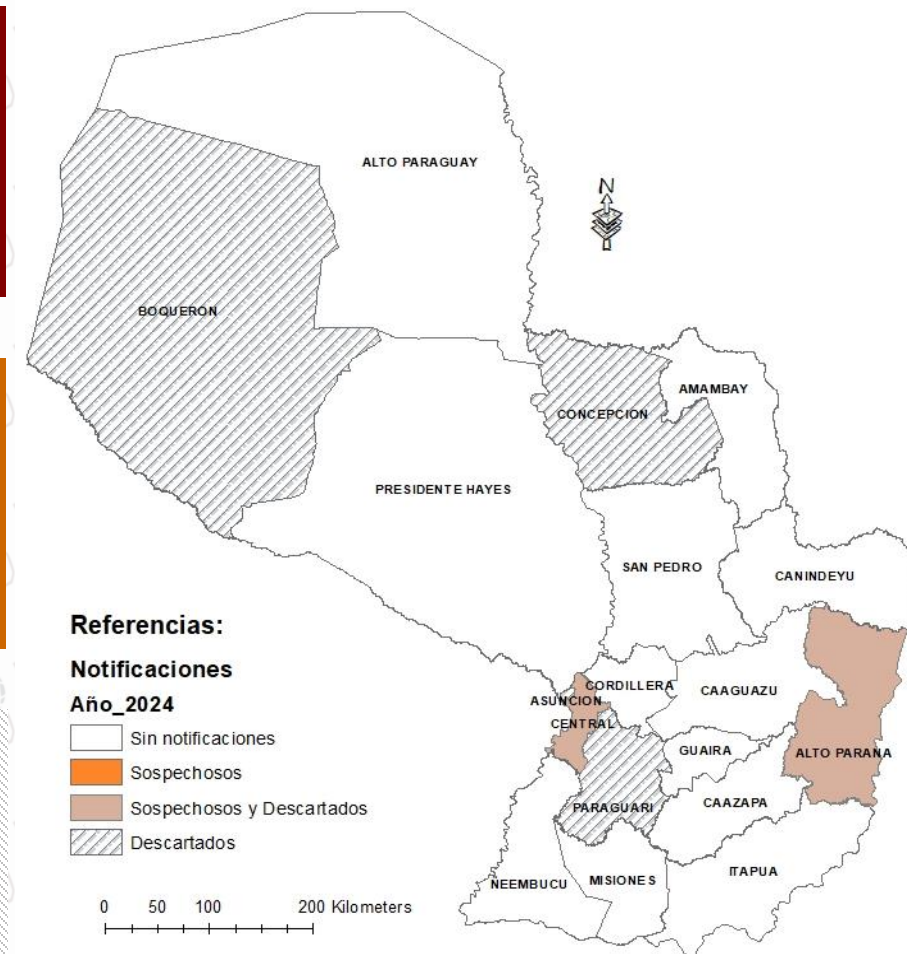 ALTO PARAGUAY
N
BOQUERON
AMAMBAY
CONCEPCION
PRESIDENTE HAYES
SAN PEDRO
CANINDEYU
Referencias:
Notificaciones
Año_2024
Sin notificaciones
Sospechosos
Sospechosos y Descartados
Descartados
0 50 100 200 Kilometers
CORDILLERA
CAAGUAZU
ASUNCION
CENTRAL
GUAIRA
ALTO PARANA
CAAZAPA
PARAGUARI
ITAPUA
MISIONES
NEEMBUCU